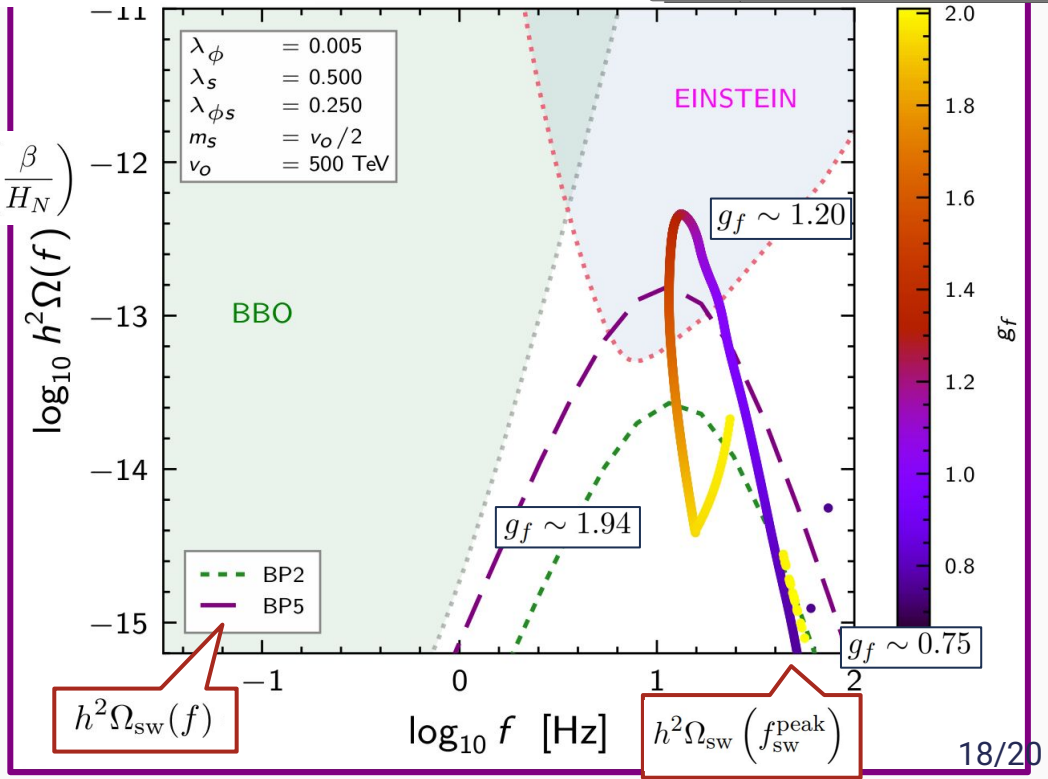 −11
λ_ϕ = 0.005
λ_s = 0.500
λ_ϕs = 0.250
m_s = v_o/2
v_o = 500 TeV
EINSTEIN
−12
β
H_N )
g_f ∼ 1.20
log₁₀ h²Ω(f)
BBO
−13
−14
g_f ∼ 1.94
BP2
BP5
−15
g_f ∼ 0.75
−1 0 1 2
h²Ω_sw(f)
log₁₀ f [Hz]
h²Ω_sw (f_sw^peak)
2.0
1.8
1.6
1.4
1.2
1.0
0.8
g_f
18/20